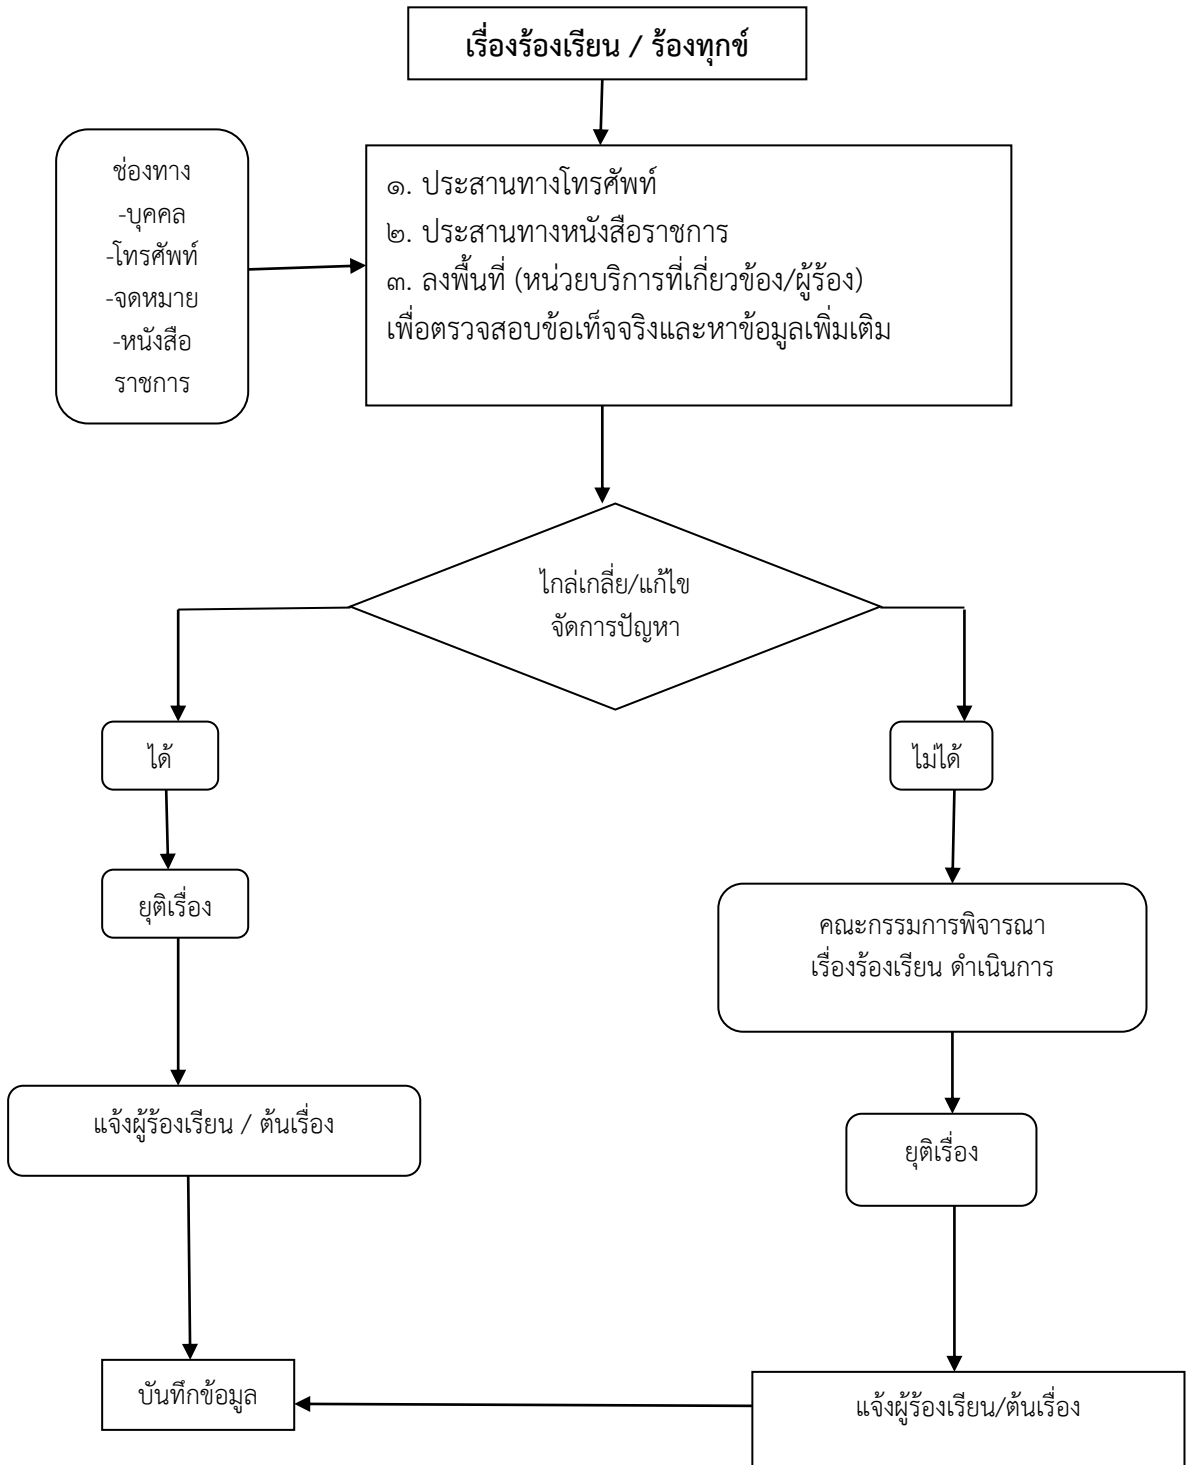 เรื่องร้องเรียน / ร้องทุกข์
ช่องทาง
-บุคคล
-โทรศัพท์
-จดหมาย
-หนังสือ
ราชการ
๑. ประสานทางโทรศัพท์
๒. ประสานทางหนังสือราชการ
๓. ลงพื้นที่ (หน่วยบริการที่เกี่ยวข้อง/ผู้ร้อง)
เพื่อตรวจสอบข้อเท็จจริงและหาข้อมูลเพิ่มเติม
ไกล่เกลี่ย/แก้ไข
จัดการปัญหา
ได้
ไม่ได้
ยุติเรื่อง
คณะกรรมการพิจารณา
เรื่องร้องเรียน ดำเนินการ
แจ้งผู้ร้องเรียน / ต้นเรื่อง
ยุติเรื่อง
บันทึกข้อมูล
แจ้งผู้ร้องเรียน/ต้นเรื่อง